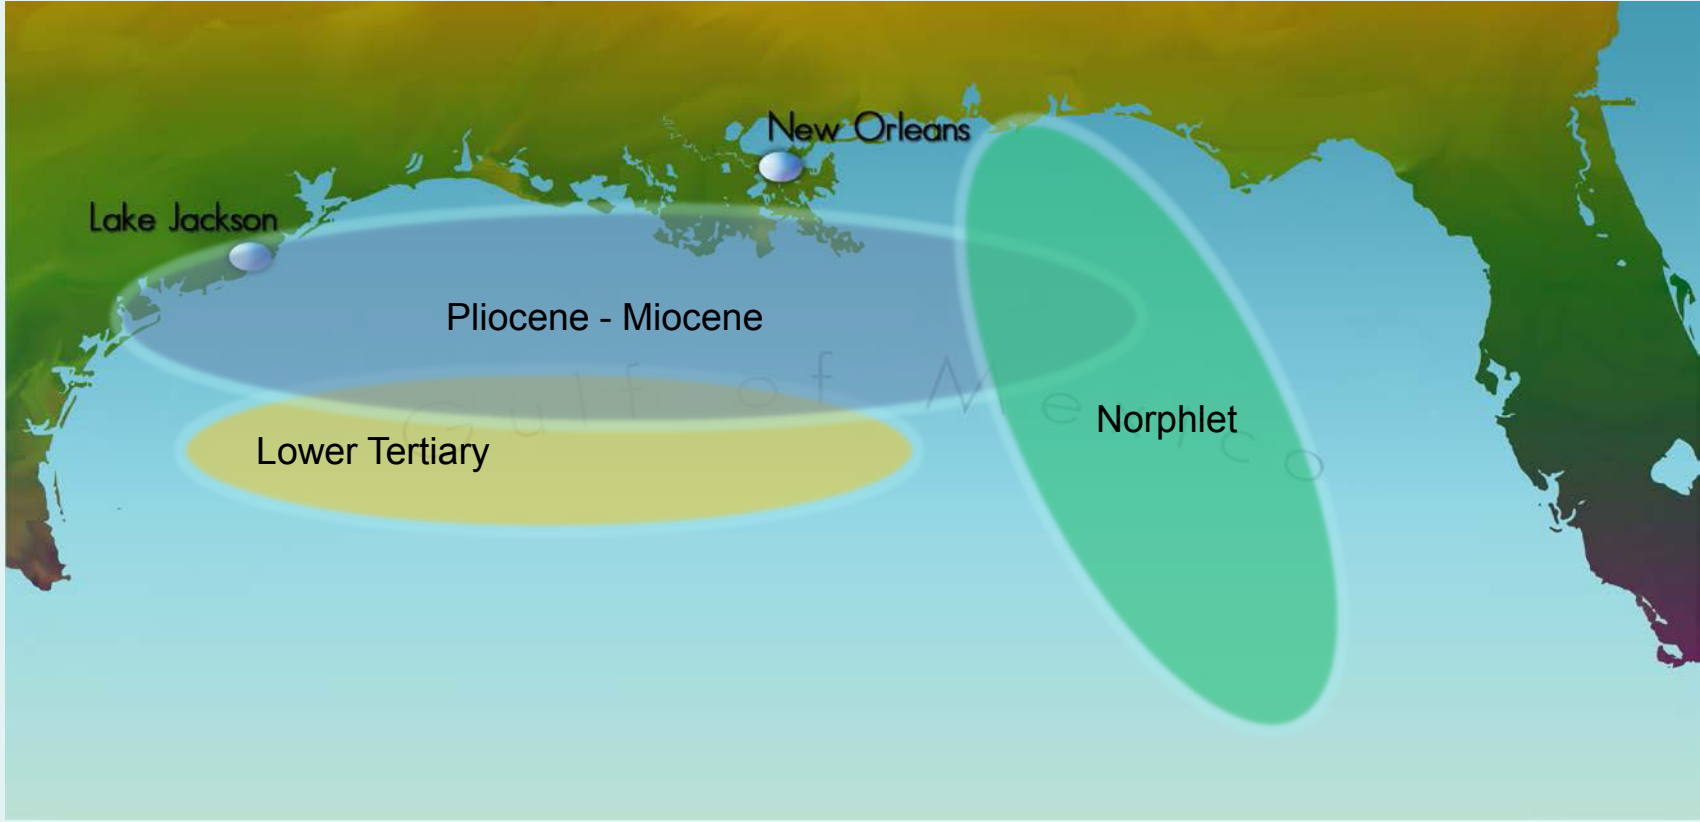 New Orleans
Lake Jackson
Pliocene - Miocene
Gulf of Mexico
Norphlet
Lower Tertiary